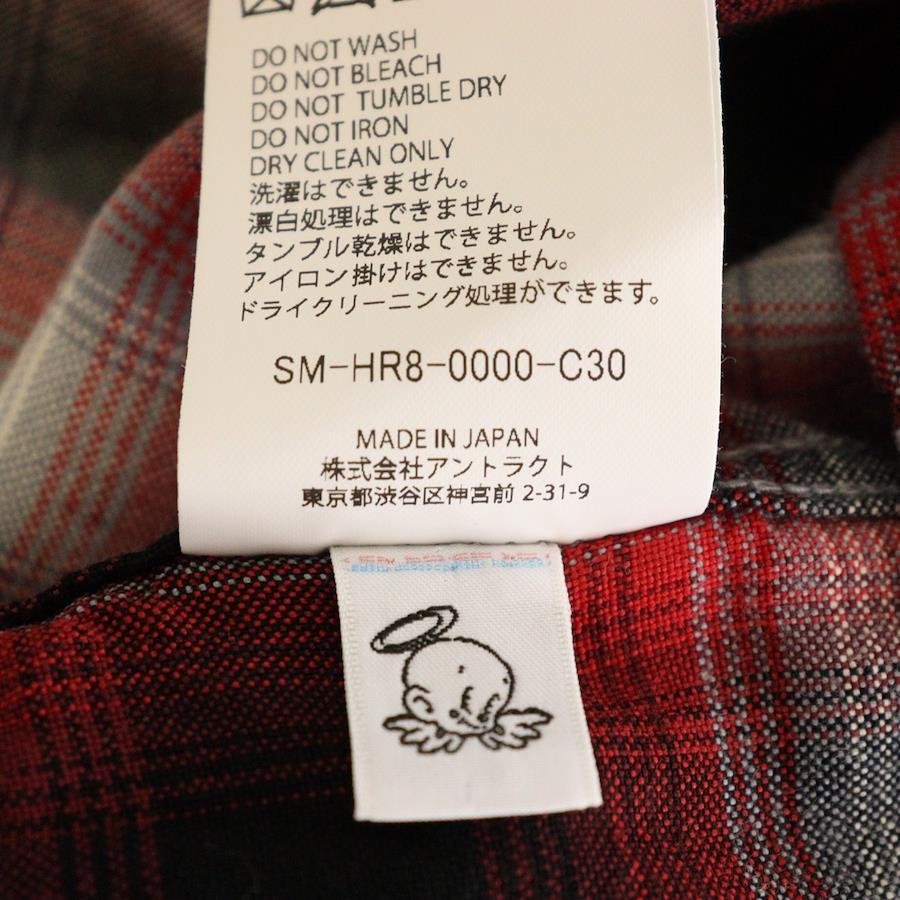 DO NOT WASH
DO NOT BLEACH
DO NOT TUMBLE DRY
DO NOT IRON
DRY CLEAN ONLY
洗濯はできません。
漂白処理はできません。
タンブル乾燥はできません。
アイロン掛けはできません。
ドライクリーニング処理ができます。
SM-HR8-0000-C30
MADE IN JAPAN
株式会社アントラクト
東京都渋谷区神宮前 2-31-9